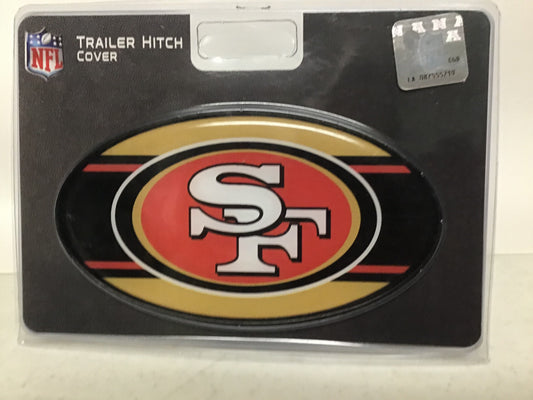 NFL
TRAILER HITCH
COVER
SF